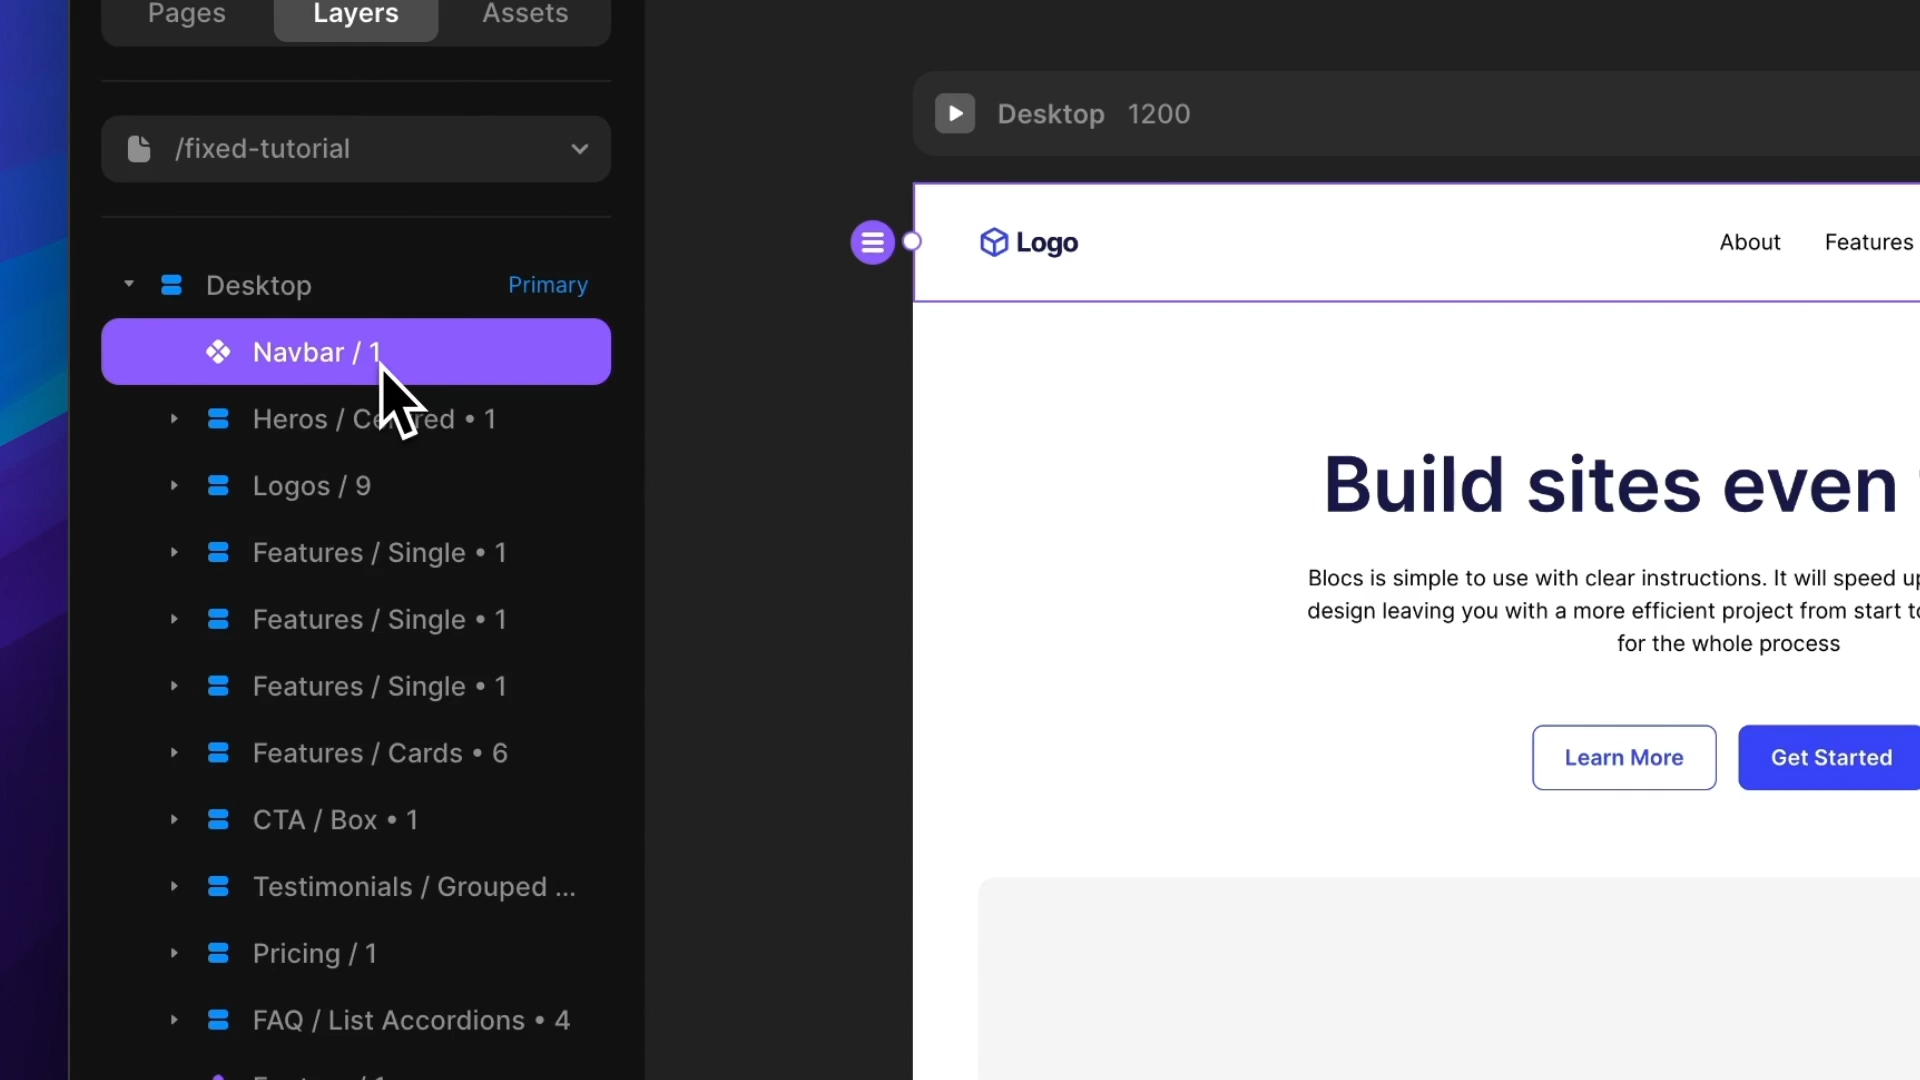 Pages Layers Assets
/fixed-tutorial
Desktop Primary
Navbar / 1
Heros / Ce red • 1
Logos / 9
Features / Single • 1
Features / Single • 1
Features / Single • 1
Features / Cards • 6
CTA / Box • 1
Testimonials / Grouped ...
Pricing / 1
FAQ / List Accordions • 4
Desktop 1200
Logo About Features
Build sites even
Blocs is simple to use with clear instructions. It will speed up
design leaving you with a more efficient project from start to
for the whole process
Learn More Get Started